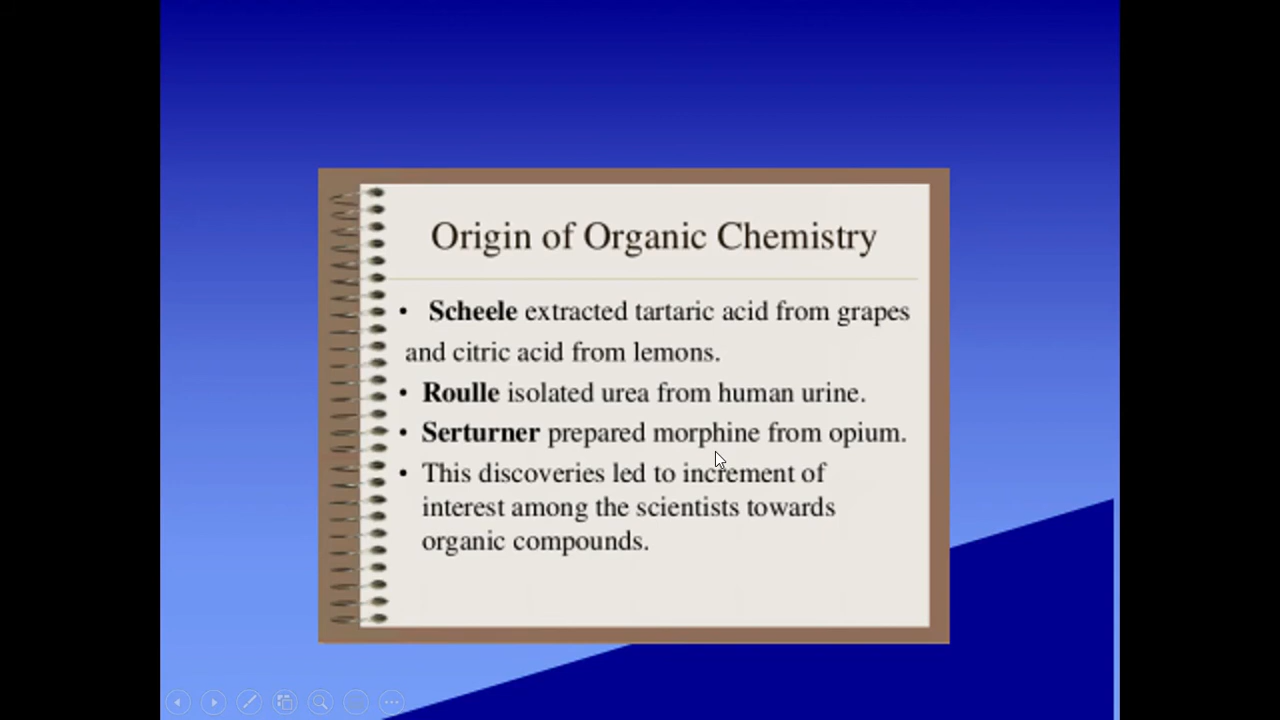 Origin of Organic Chemistry
• Scheele extracted tartaric acid from grapes
and citric acid from lemons.
• Roulle isolated urea from human urine.
• Serturner prepared morphine from opium.
• This discoveries led to increment of
interest among the scientists towards
organic compounds.